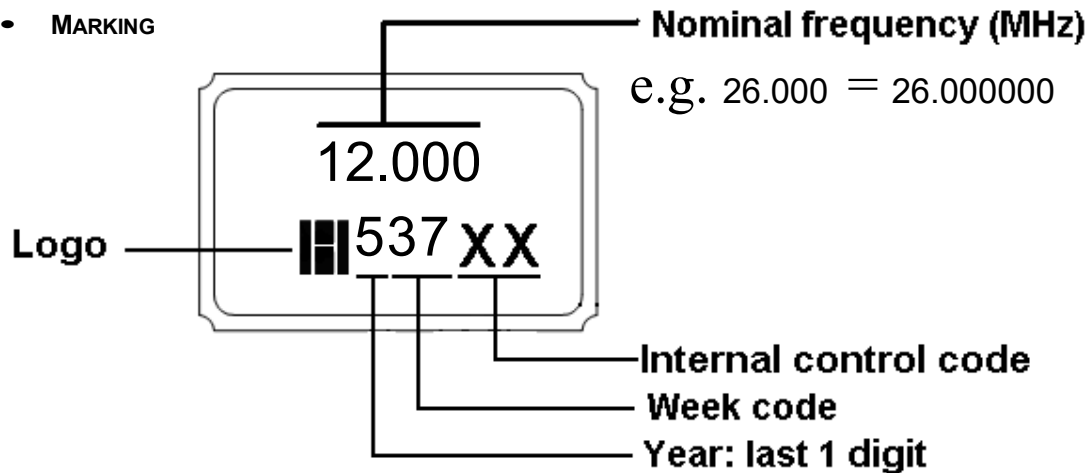 • MARKING
Nominal frequency (MHz)
e.g. 26.000 = 26.000000
12.000
Logo
537 XX
Internal control code
Week code
Year: last 1 digit